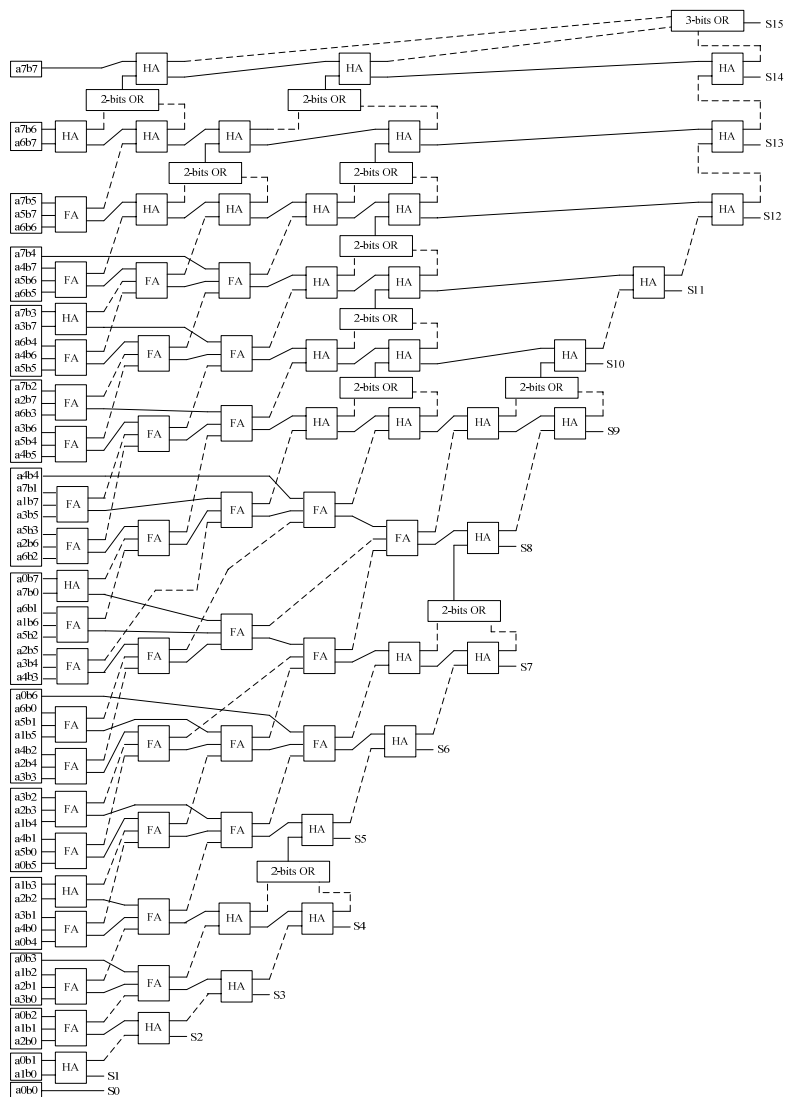 3-bits OR S15
a7b7 HA HA HA S14
2-bits OR 2-bits OR
a7b6 HA HA HA HA HA S13
a6b7
2-bits OR 2-bits OR
a7b5 FA HA HA HA HA HA S12
a5b7
a6b6
2-bits OR
a7b4 FA FA FA HA HA HA S11
a4b7
a5b6
a6b5
2-bits OR
a7b3 HA
a3b7
a6b4 FA FA FA HA HA HA S10
a4b6
a5b5
2-bits OR 2-bits OR
a7b2 FA
a2b7
a6b3
a3b6 FA FA FA HA HA HA HA S9
a5b4
a4b5
a4b4
a7b1 FA FA FA
a1b7
a3b5
a5b3 FA FA FA HA S8
a2b6
a6b2
a0b7 HA
a7b0
2-bits OR
a6b1 FA FA
a1b6
a5b2
a2b5 FA FA FA HA HA S7
a3b4
a4b3
a0b6
a6b0 FA
a5b1
a1b5
a4b2 FA FA FA FA HA S6
a2b4
a3b3
a3b2 FA
a2b3
a1b4
a4b1 FA FA FA HA S5
a5b0
a0b5
2-bits OR
a1b3 HA
a2b2
a3b1 FA FA HA HA S4
a4b0
a0b4
a0b3
a1b2 FA FA HA S3
a2b1
a3b0
a0b2 FA HA S2
a1b1
a2b0
a0b1 HA
a1b0 S1
a0b0 S0